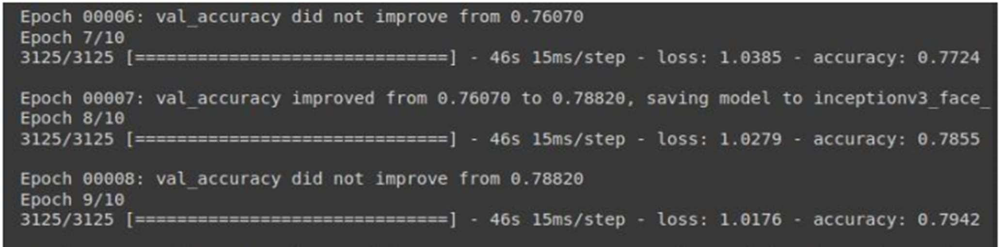 Epoch 00006: val_accuracy did not improve from 0.76070
Epoch 7/10
3125/3125 [==============================] - 46s 15ms/step - loss: 1.0385 - accuracy: 0.7724
Epoch 00007: val_accuracy improved from 0.76070 to 0.78820, saving model to inceptionv3_face_
Epoch 8/10
3125/3125 [==============================] - 46s 15ms/step - loss: 1.0279 - accuracy: 0.7855
Epoch 00008: val_accuracy did not improve from 0.78820
Epoch 9/10
3125/3125 [==============================] - 46s 15ms/step - loss: 1.0176 - accuracy: 0.7942